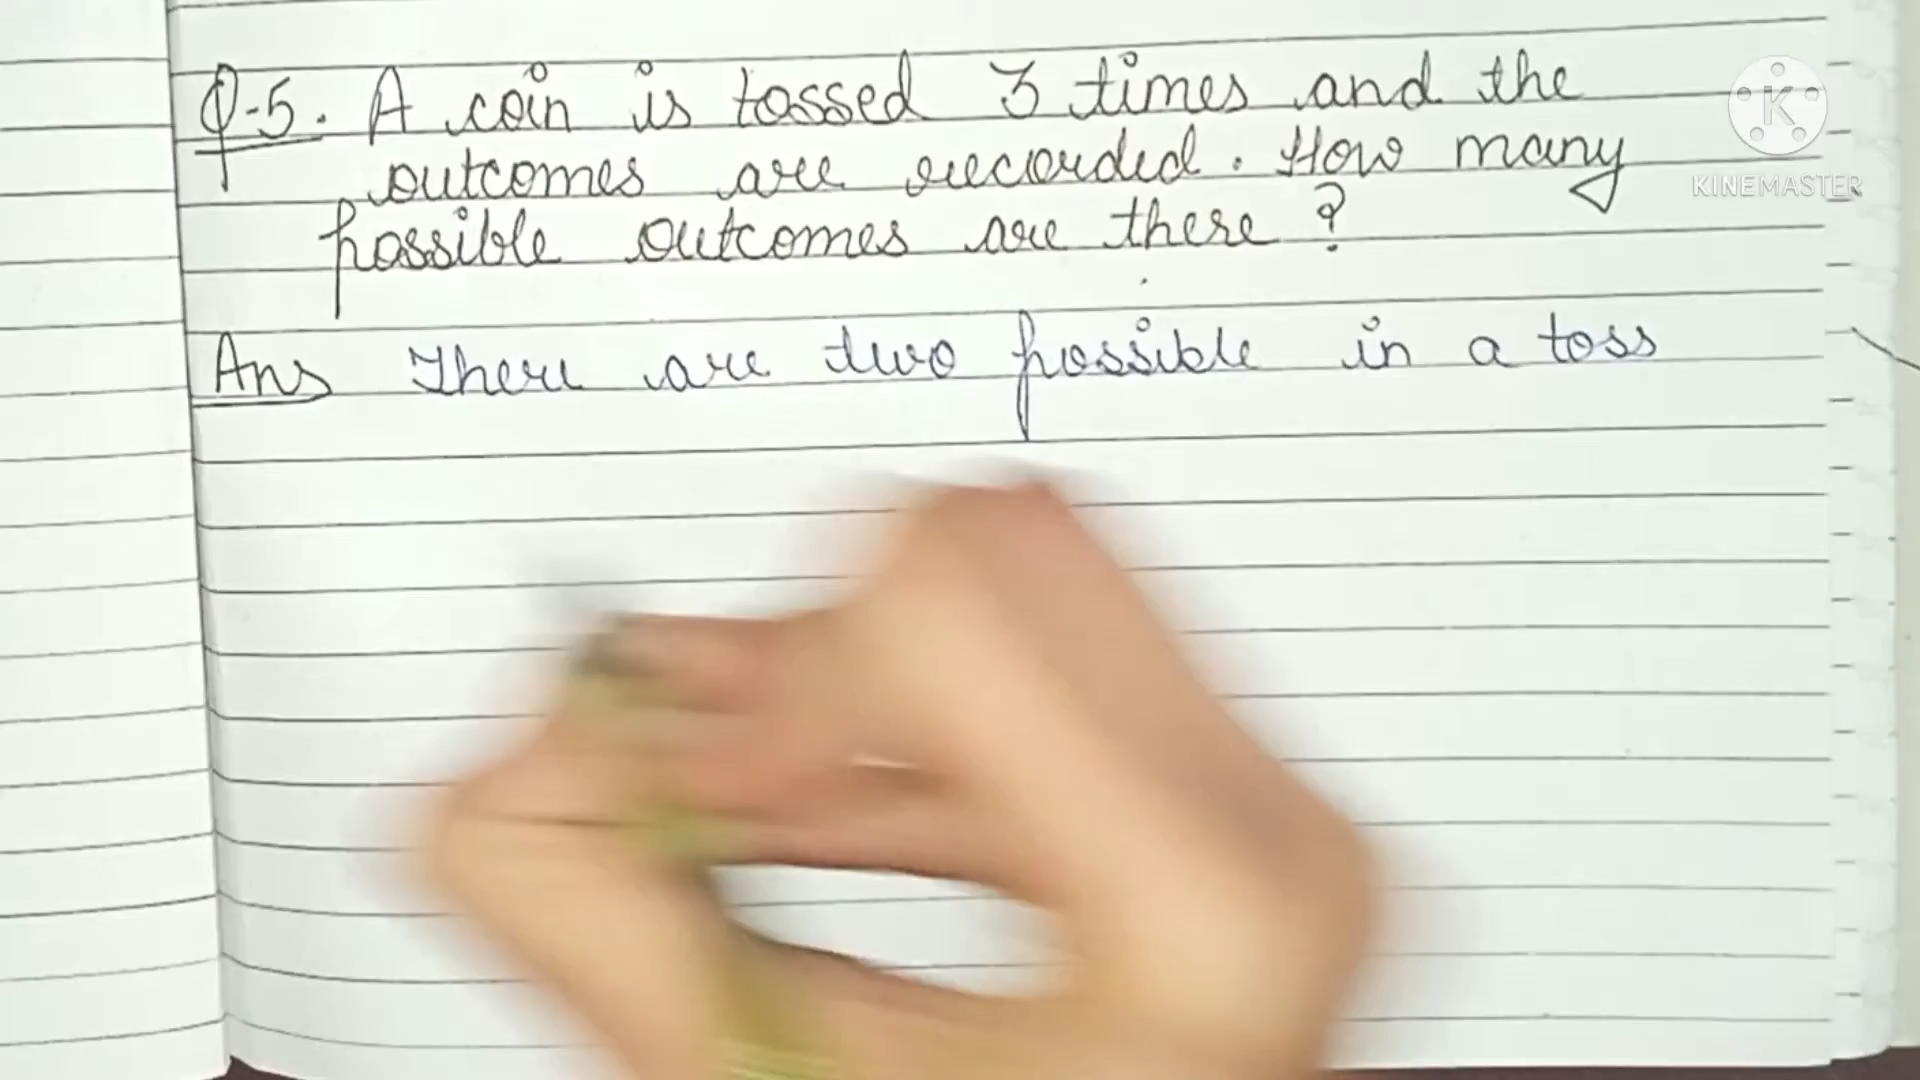 Q-5. A coin is tossed 3 times and the
outcomes are recorded. How many
possible outcomes are there?
Ans There are two possible in a toss
KINEMASTER